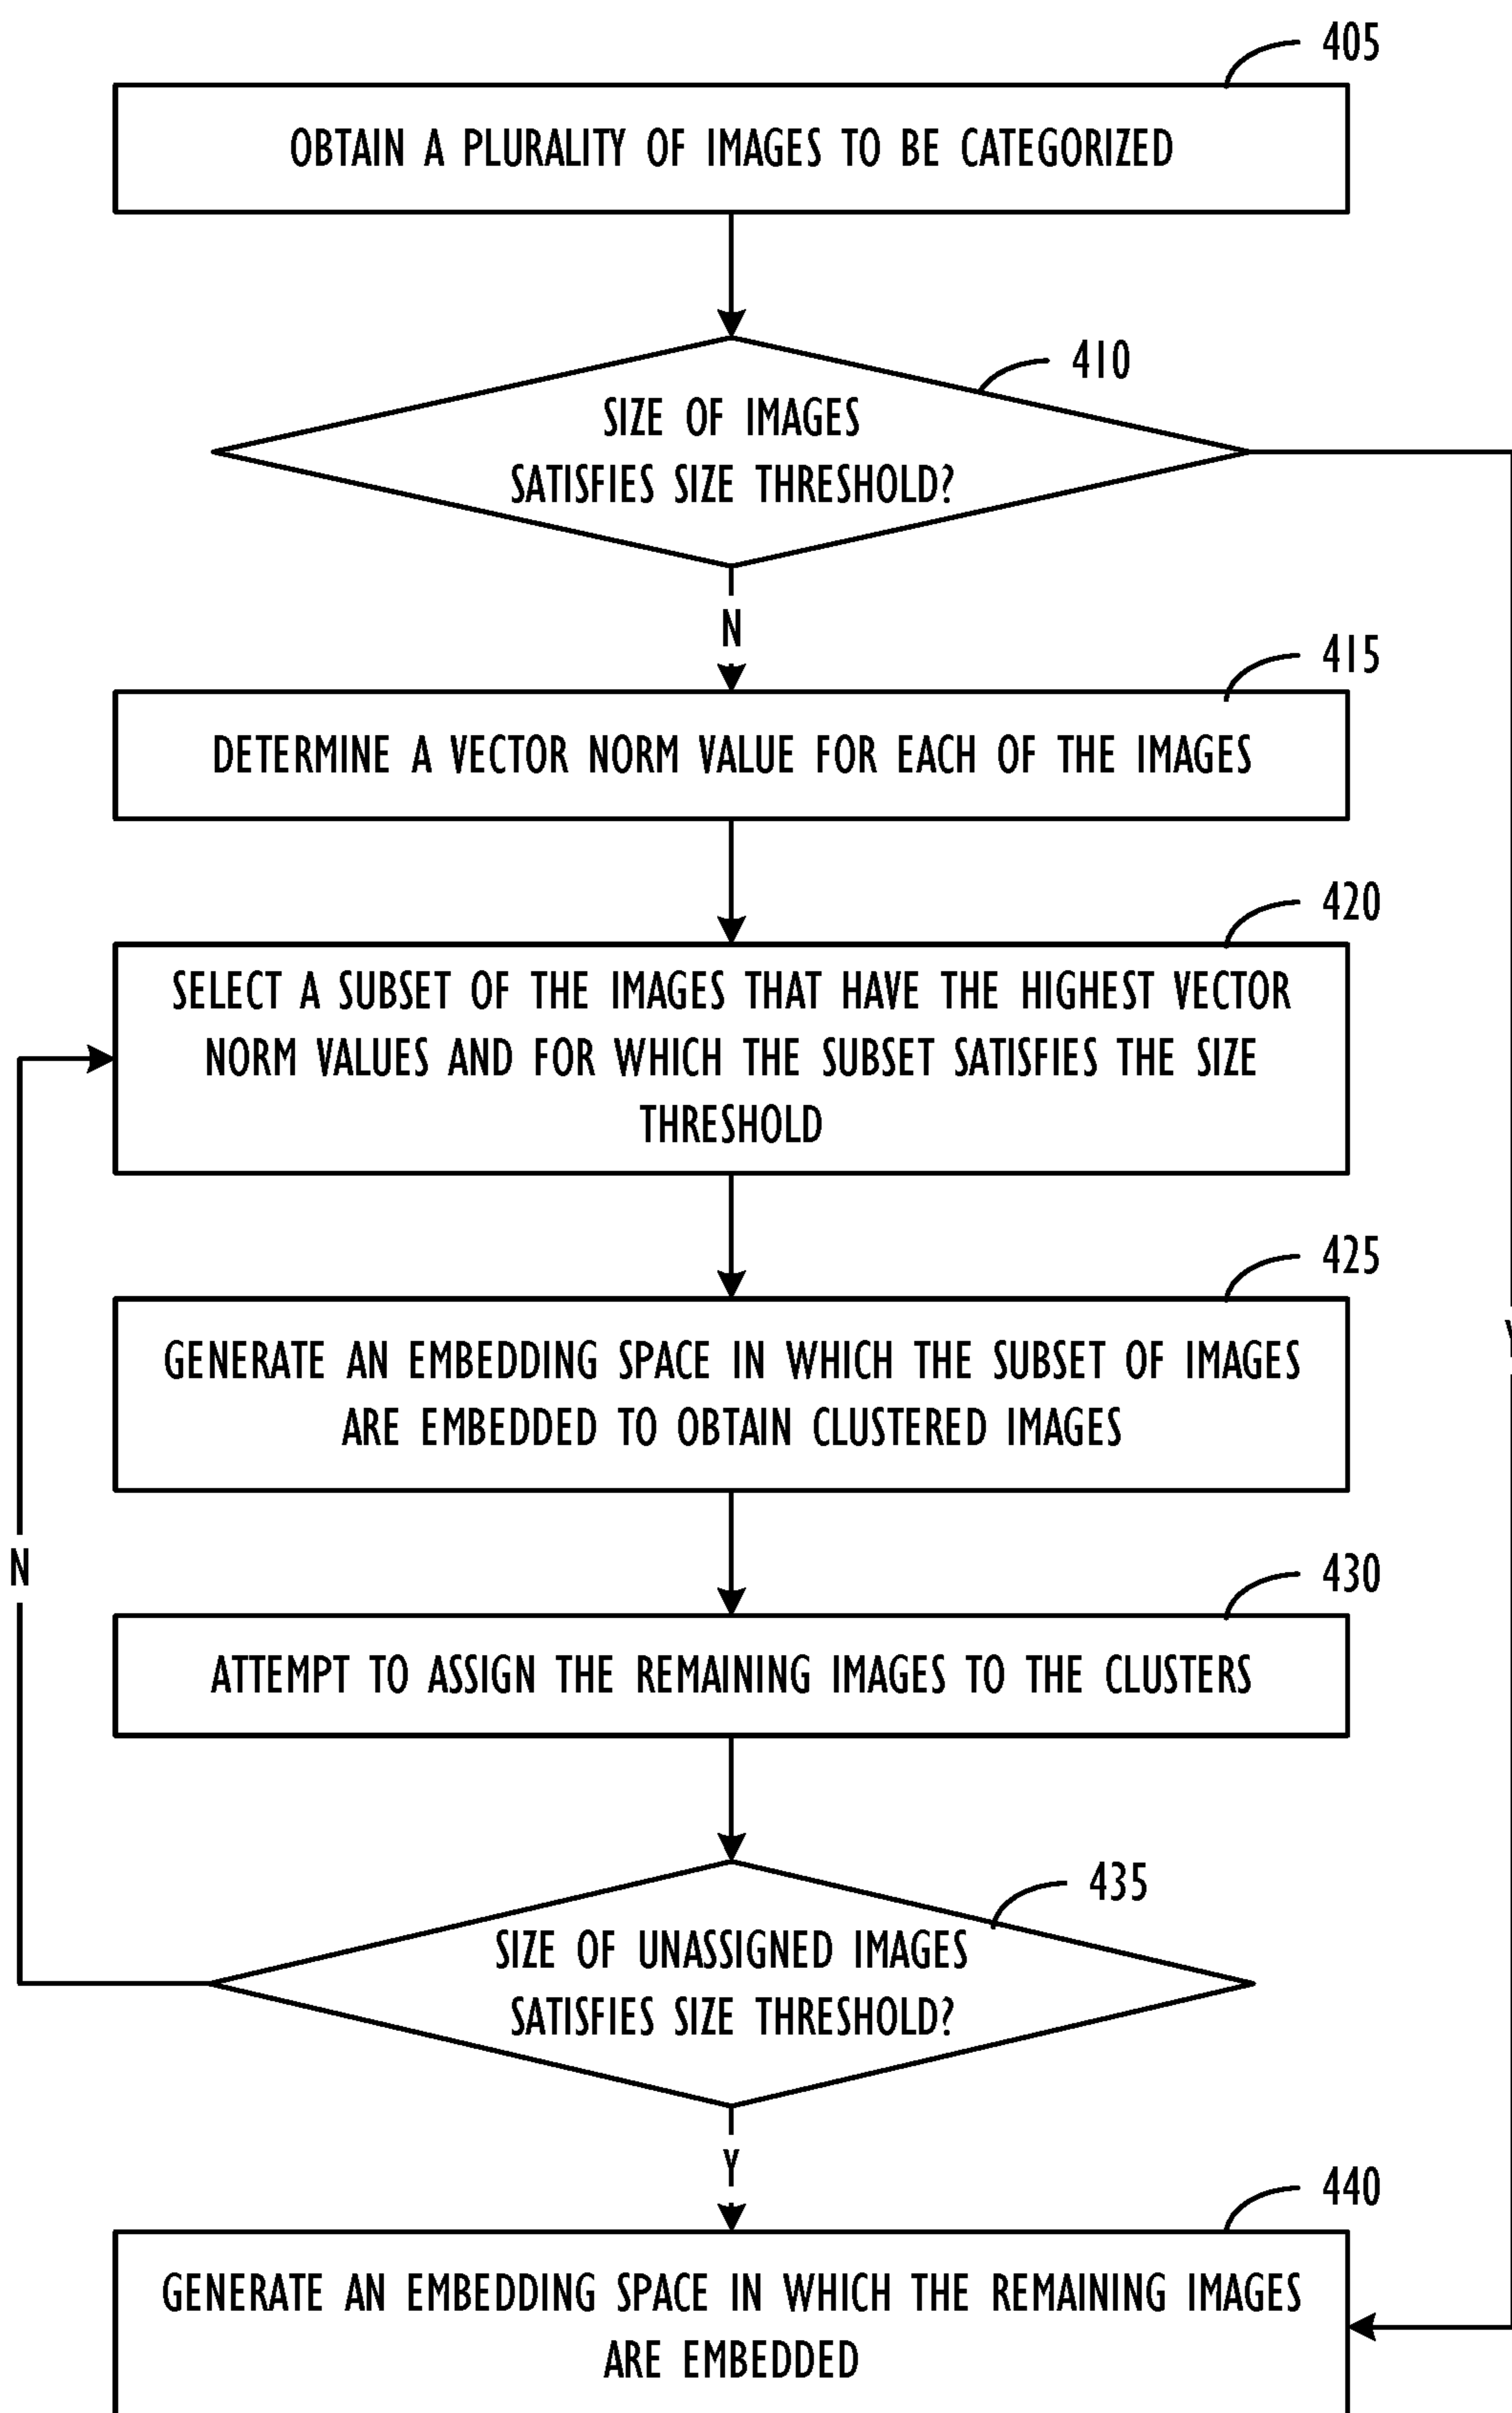 405
OBTAIN A PLURALITY OF IMAGES TO BE CATEGORIZED
410
SIZE OF IMAGES
SATISFIES SIZE THRESHOLD?
N
415
DETERMINE A VECTOR NORM VALUE FOR EACH OF THE IMAGES
420
SELECT A SUBSET OF THE IMAGES THAT HAVE THE HIGHEST VECTOR
NORM VALUES AND FOR WHICH THE SUBSET SATISFIES THE SIZE
THRESHOLD
425
GENERATE AN EMBEDDING SPACE IN WHICH THE SUBSET OF IMAGES
ARE EMBEDDED TO OBTAIN CLUSTERED IMAGES
N
430
ATTEMPT TO ASSIGN THE REMAINING IMAGES TO THE CLUSTERS
435
SIZE OF UNASSIGNED IMAGES
SATISFIES SIZE THRESHOLD?
Y
440
GENERATE AN EMBEDDING SPACE IN WHICH THE REMAINING IMAGES
ARE EMBEDDED